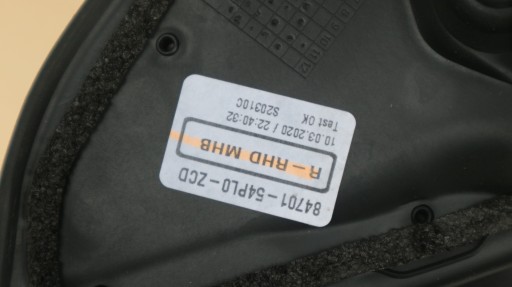 84701-54PL0-ZCD
R-RHD MHB
10.03.2020 / 22:40:32
Test OK S20310C